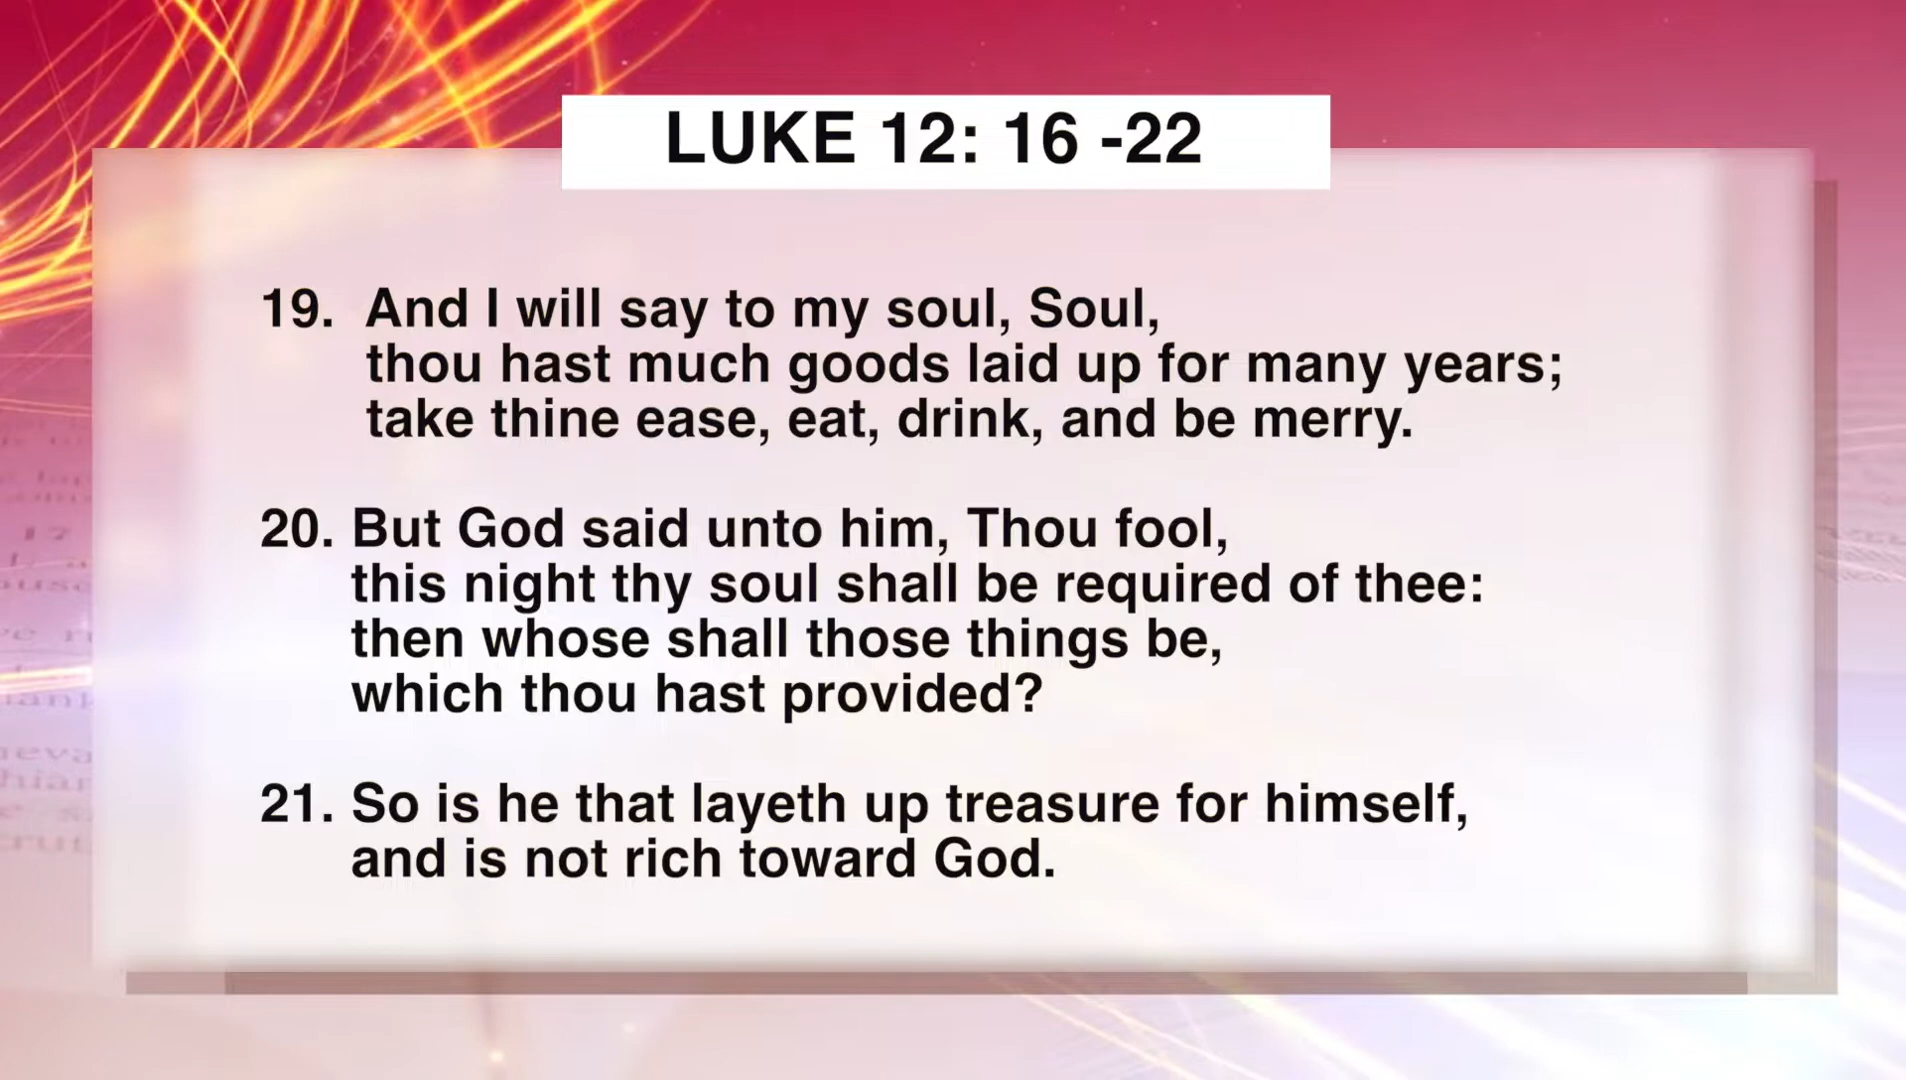 LUKE 12: 16 -22
19. And I will say to my soul, Soul,
thou hast much goods laid up for many years;
take thine ease, eat, drink, and be merry.
20. But God said unto him, Thou fool,
this night thy soul shall be required of thee:
then whose shall those things be,
which thou hast provided?
21. So is he that layeth up treasure for himself,
and is not rich toward God.